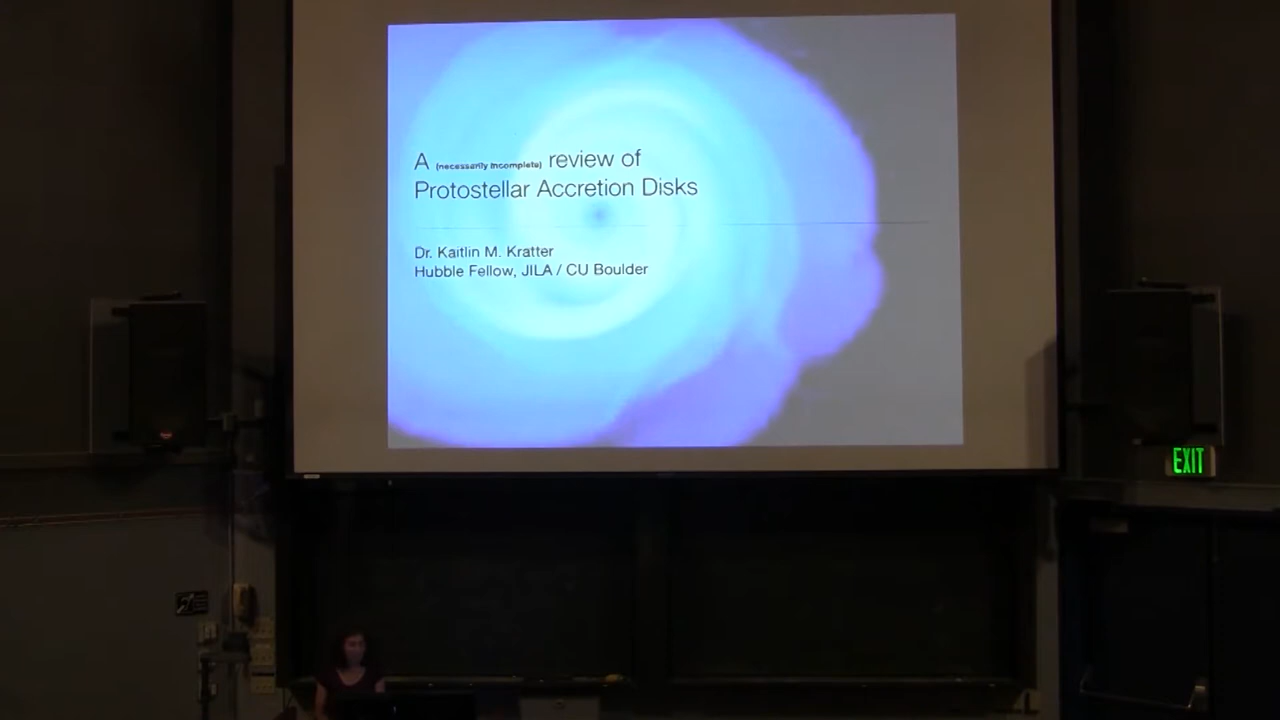 A (necessarily incomplete) review of
Protostellar Accretion Disks
Dr. Kaitlin M. Kratter
Hubble Fellow, JILA / CU Boulder
EXIT